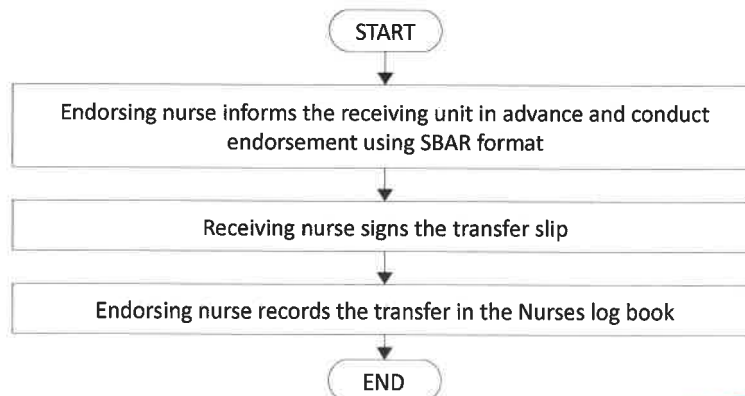 START
Endorsing nurse informs the receiving unit in advance and conduct
endorsement using SBAR format
Receiving nurse signs the transfer slip
Endorsing nurse records the transfer in the Nurses log book
END